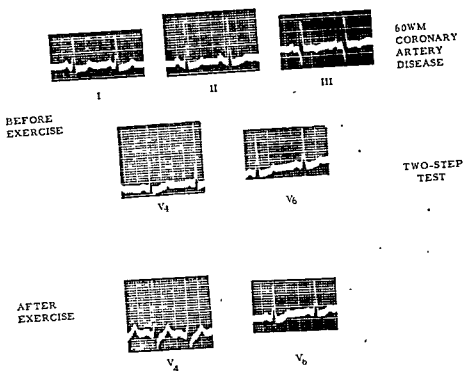 60WM
CORONARY
ARTERY
DISEASE
I
II
III
BEFORE
EXERCISE
V4
V6
TWO-STEP
TEST
AFTER
EXERCISE
V4
V6